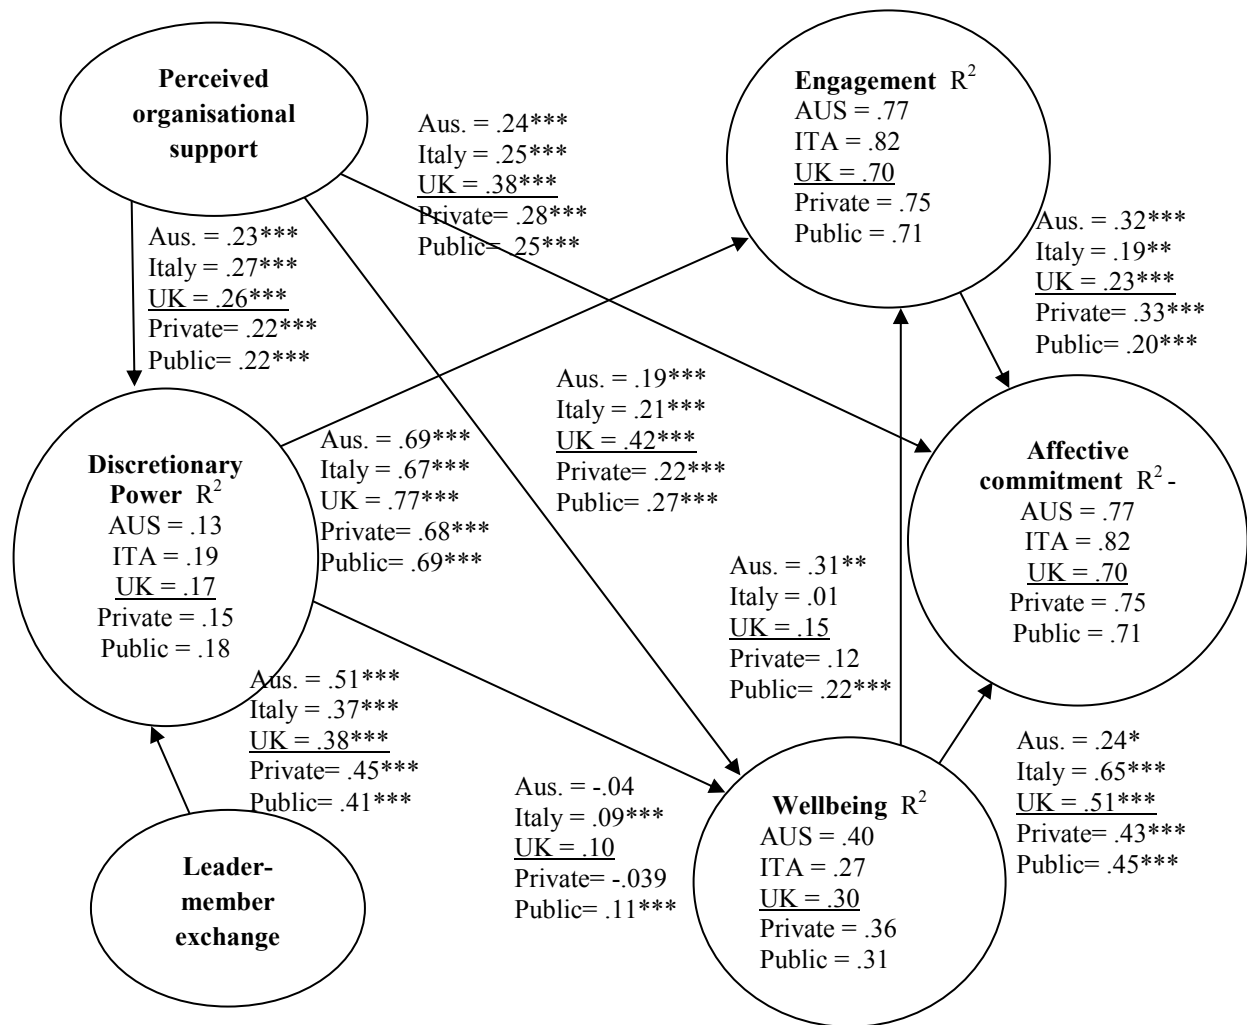 Perceived
organisational
support
Engagement R²
AUS = .77
ITA = .82
UK = .70
Private = .75
Public = .71
Aus. = .24***
Italy = .25***
UK = .38***
Private= .28***
Public= .25***
Aus. = .23***
Italy = .27***
UK = .26***
Private= .22***
Public= .22***
Aus. = .32***
Italy = .19**
UK = .23***
Private= .33***
Public= .20***
Aus. = .19***
Italy = .21***
UK = .42***
Private= .22***
Public= .27***
Discretionary
Power R²
AUS = .13
ITA = .19
UK = .17
Private = .15
Public = .18
Aus. = .69***
Italy = .67***
UK = .77***
Private= .68***
Public= .69***
Affective
commitment R² -
AUS = .77
ITA = .82
UK = .70
Private = .75
Public = .71
Aus. = .31**
Italy = .01
UK = .15
Private= .12
Public= .22***
Aus. = .51***
Italy = .37***
UK = .38***
Private= .45***
Public= .41***
Aus. = -.04
Italy = .09***
UK = .10
Private= -.039
Public= .11***
Wellbeing R²
AUS = .40
ITA = .27
UK = .30
Private = .36
Public = .31
Aus. = .24*
Italy = .65***
UK = .51***
Private= .43***
Public= .45***
Leader-
member
exchange